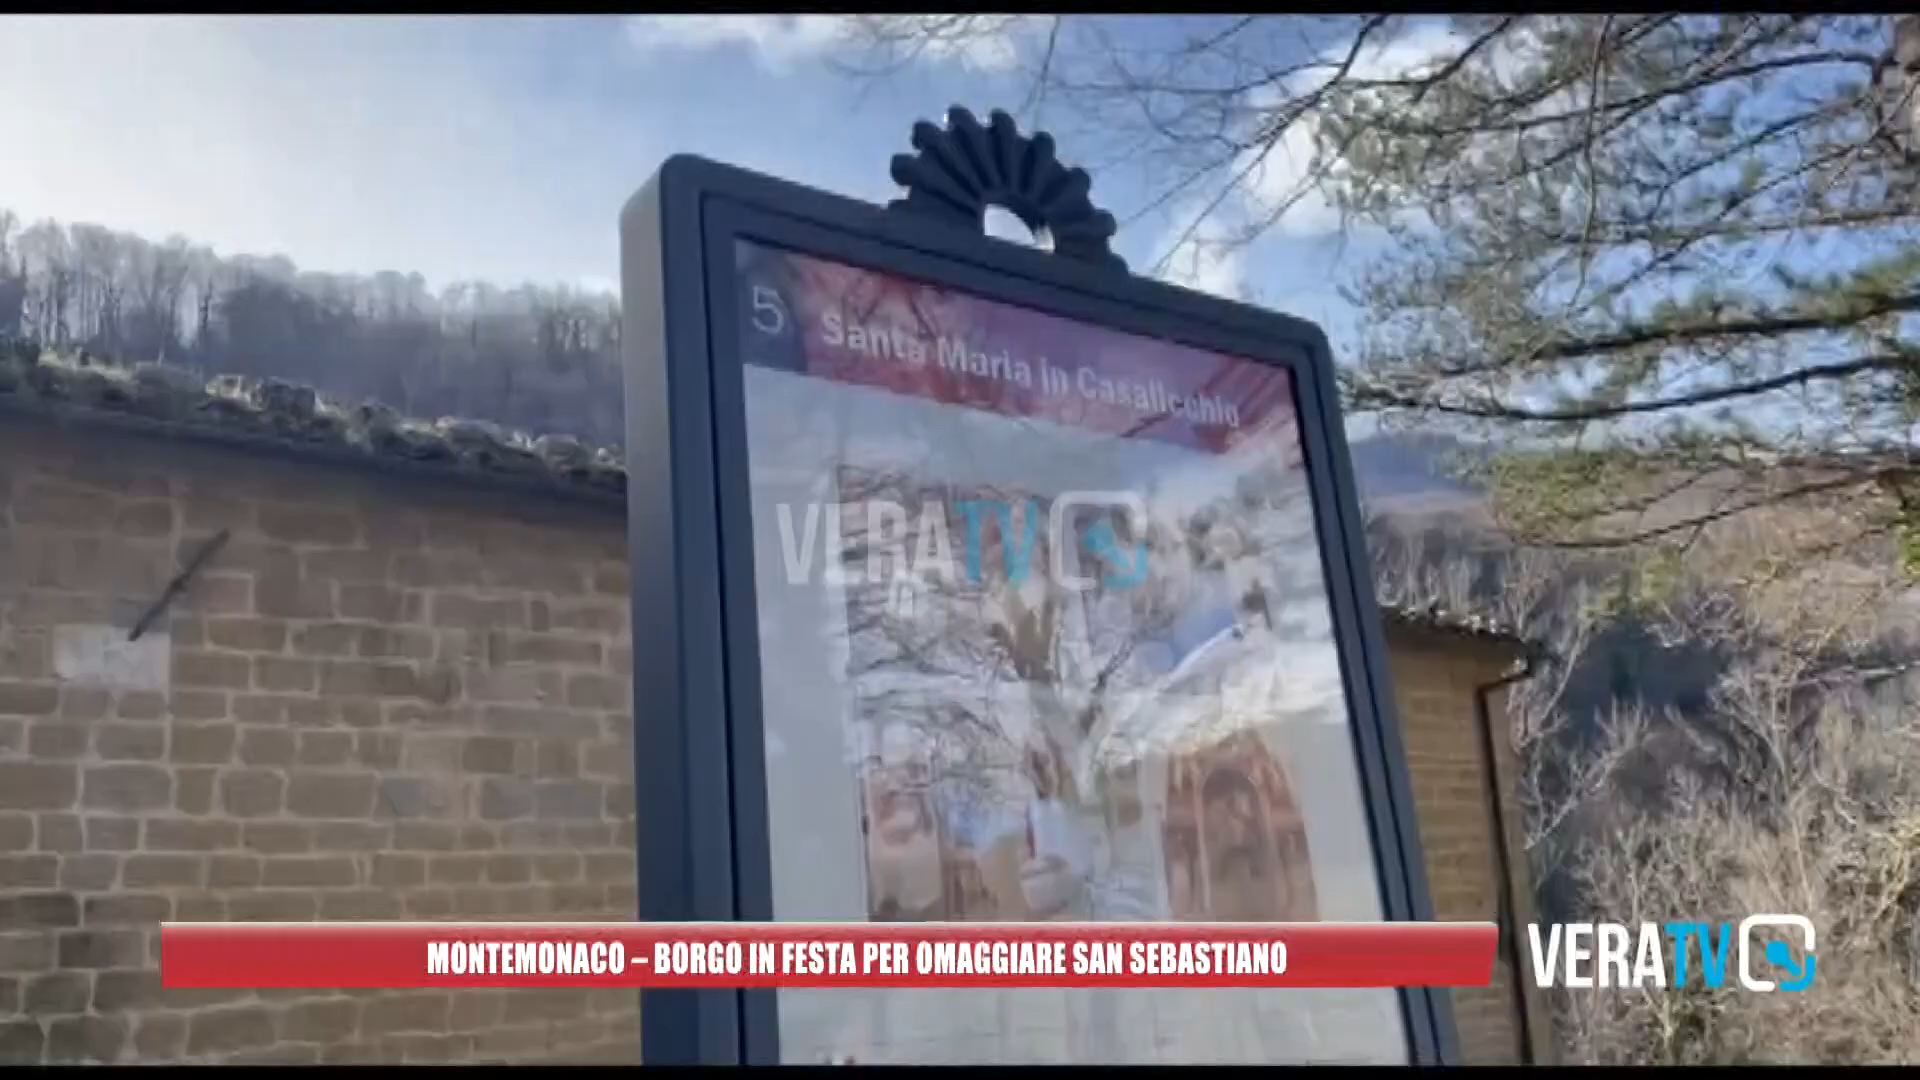 5
Santa Maria in Casalicchio
VERATV
MONTEMONACO – BORGO IN FESTA PER OMAGGIARE SAN SEBASTIANO
VERATV